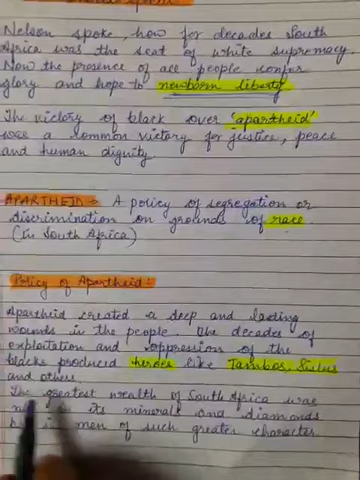 Nelson spoke, how for decades South
Africa was the seat of white supremacy.
Now the presence of all people confer
glory and hope to newborn liberty.
The victory of black over 'apartheid'
was a common victory for justice, peace
and human dignity.
APARTHEID → A policy of segregation or
discrimination on grounds of race
(In South Africa)
Policy of Apartheid:-
Apartheid created a deep and lasting
wounds in the people. The decades of
exploitation and oppression of the
blacks produced heroes like Tambos, Sislus
and others.
The greatest wealth of South Africa was
its minerals and diamonds
men of such greater character